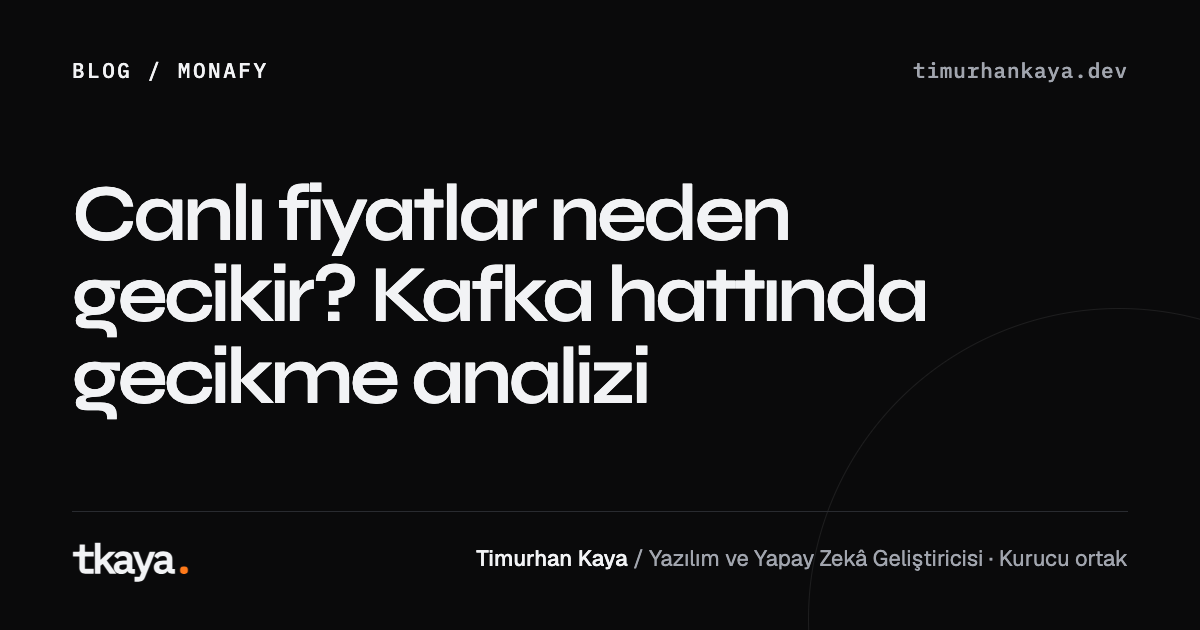 BLOG / MONAFY
timurhankaya.dev
Canlı fiyatlar neden
gecikir? Kafka hattında
gecikme analizi
tkaya.
Timurhan Kaya / Yazılım ve Yapay Zekâ Geliştiricisi · Kurucu ortak